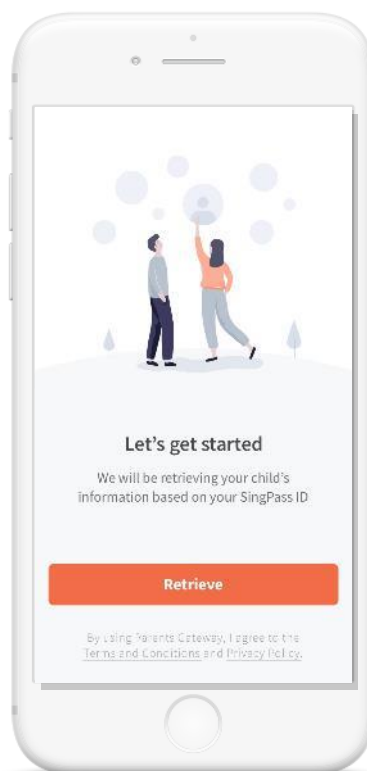 Let's get started
We will be retrieving your child's
information based on your SingPass ID
Retrieve
By using Parents Gateway, I agree to the
Terms and Conditions and Privacy Policy.